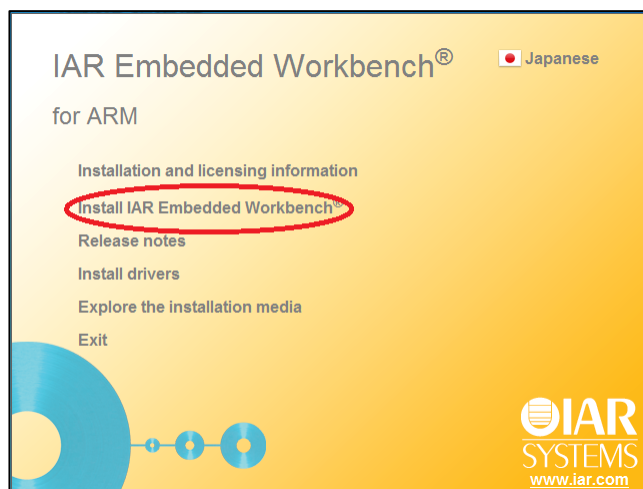 IAR Embedded Workbench®
Japanese
for ARM
Installation and licensing information
Install IAR Embedded Workbench®
Release notes
Install drivers
Explore the installation media
Exit
IAR
SYSTEMS
www.iar.com